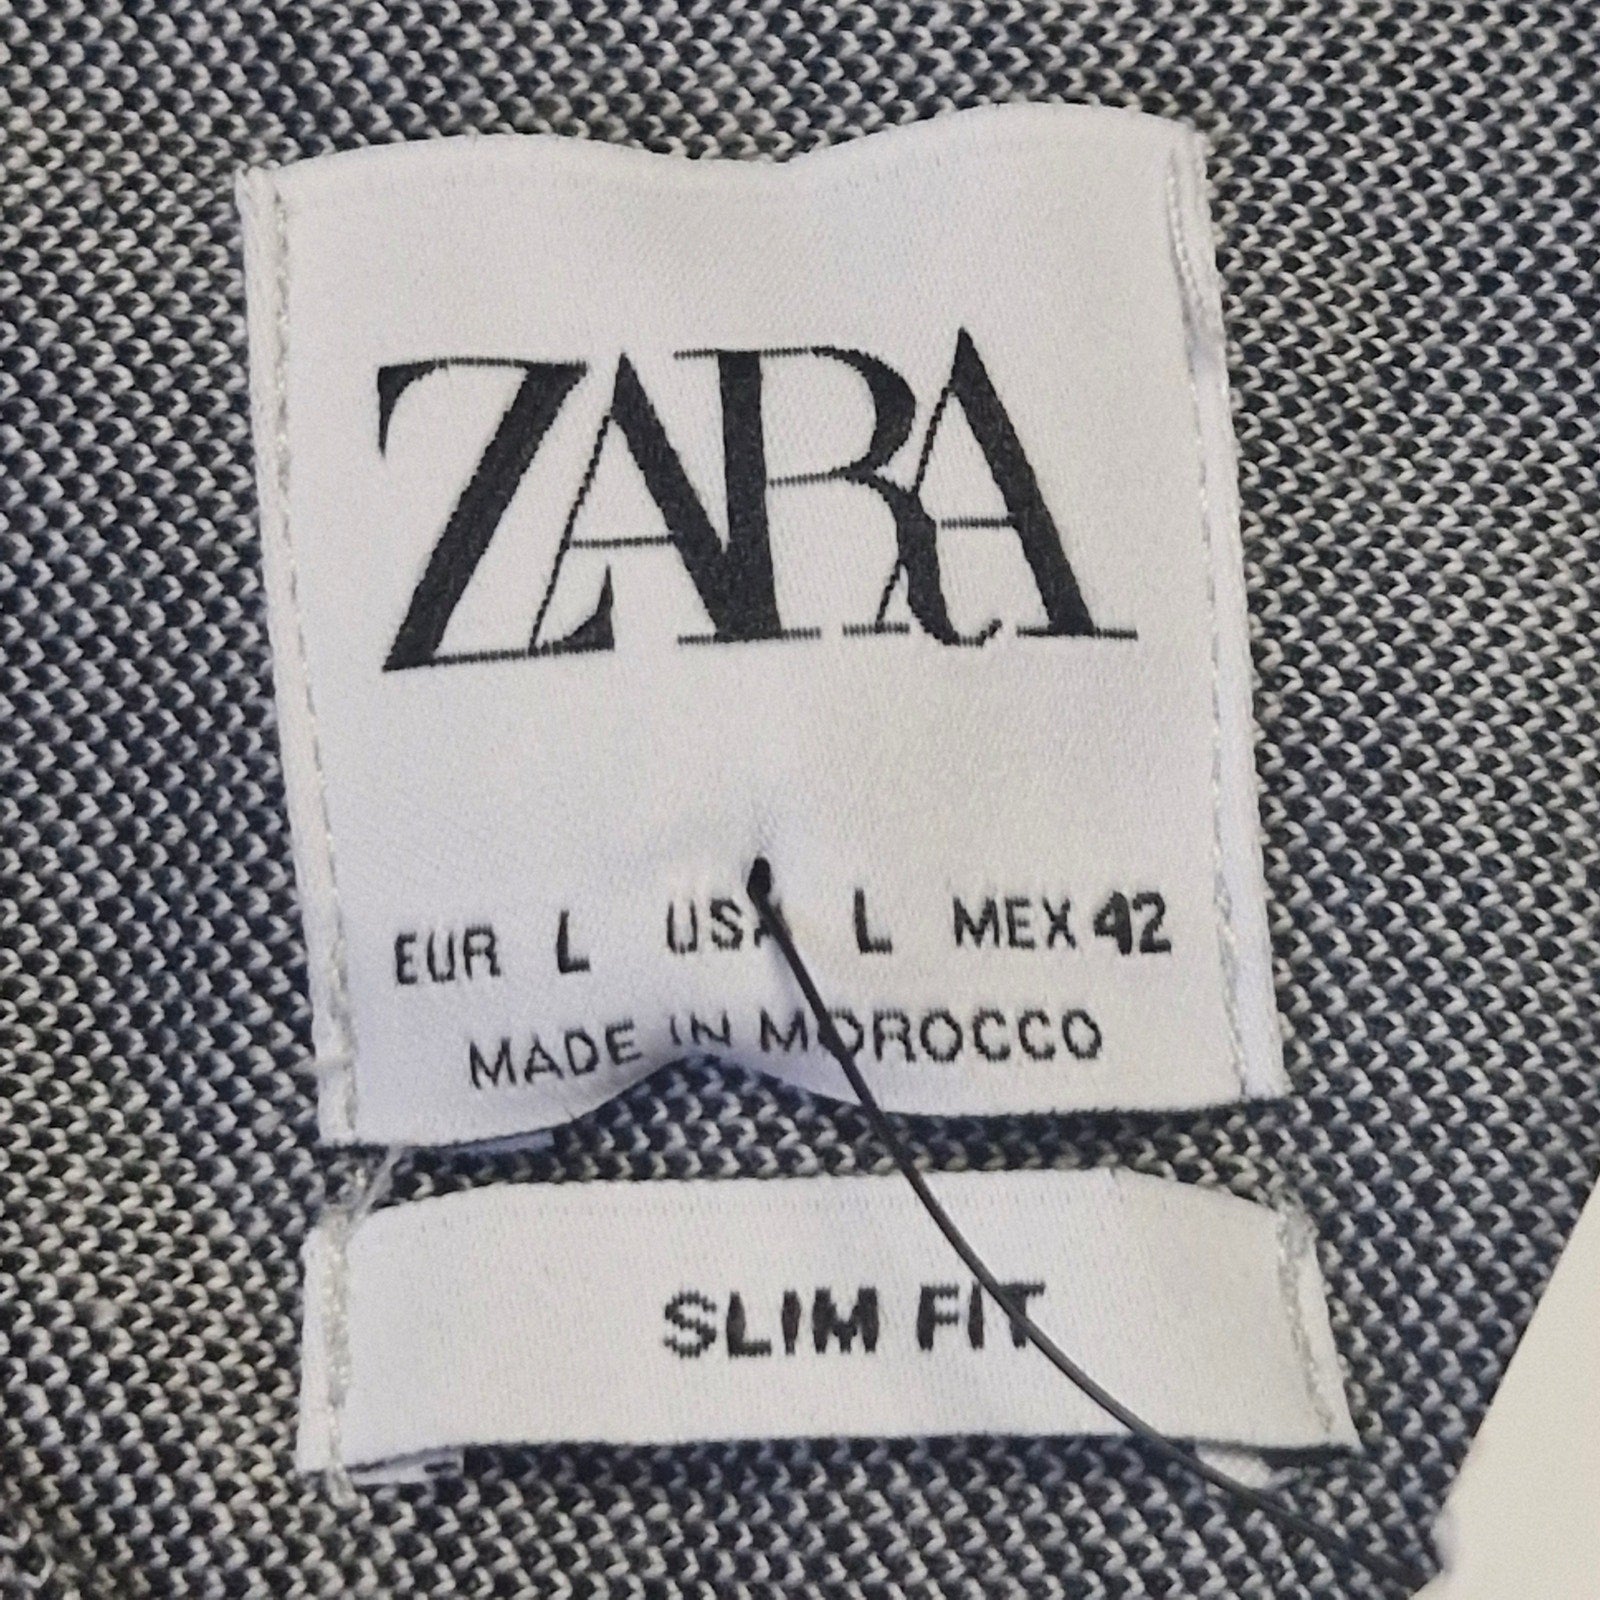 ZARA
EUR L USA L MEX 42
MADE IN MOROCCO
SLIM FIT